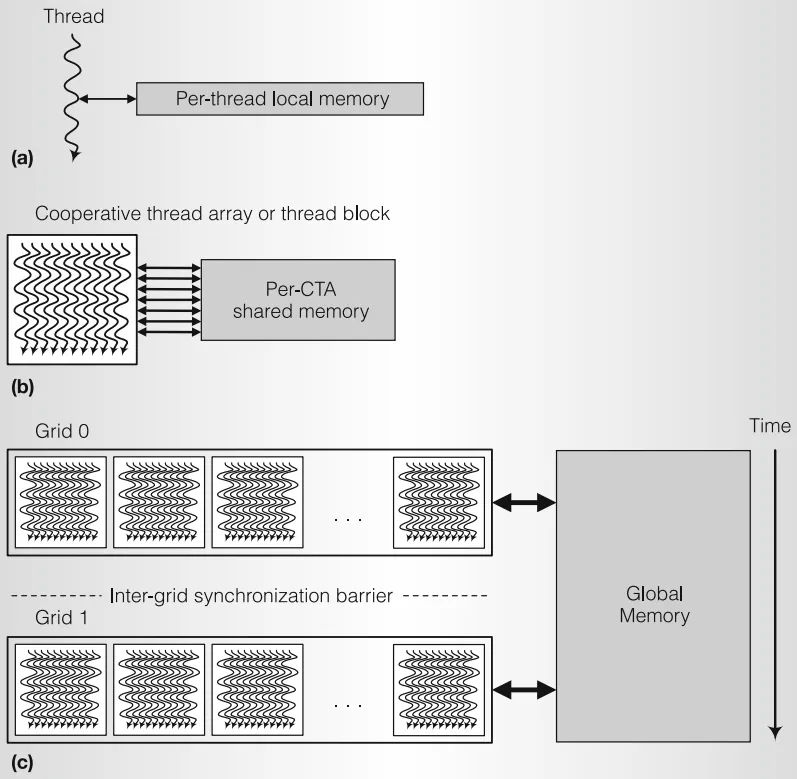 Thread
Per-thread local memory
(a)
Cooperative thread array or thread block
Per-CTA
shared memory
(b)
Grid 0
Time
. . .
Inter-grid synchronization barrier
Global
Memory
Grid 1
. . .
(c)